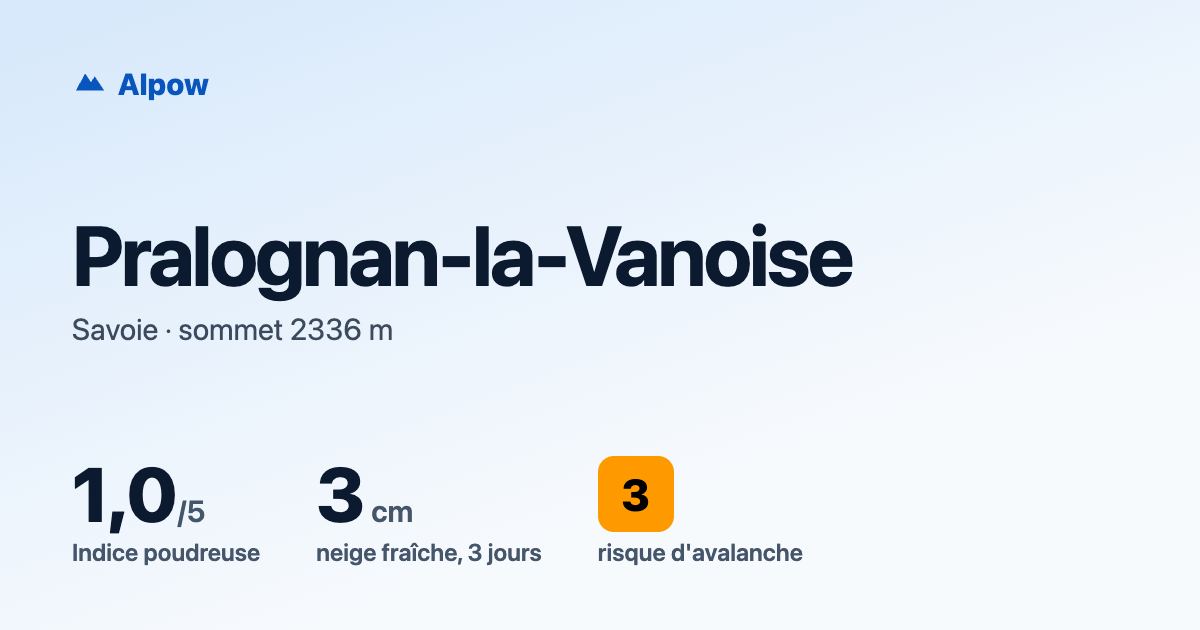 Alpow
Pralognan-la-Vanoise
Savoie · sommet 2336 m
1,0/5
Indice poudreuse
3 cm
neige fraîche, 3 jours
3
risque d'avalanche